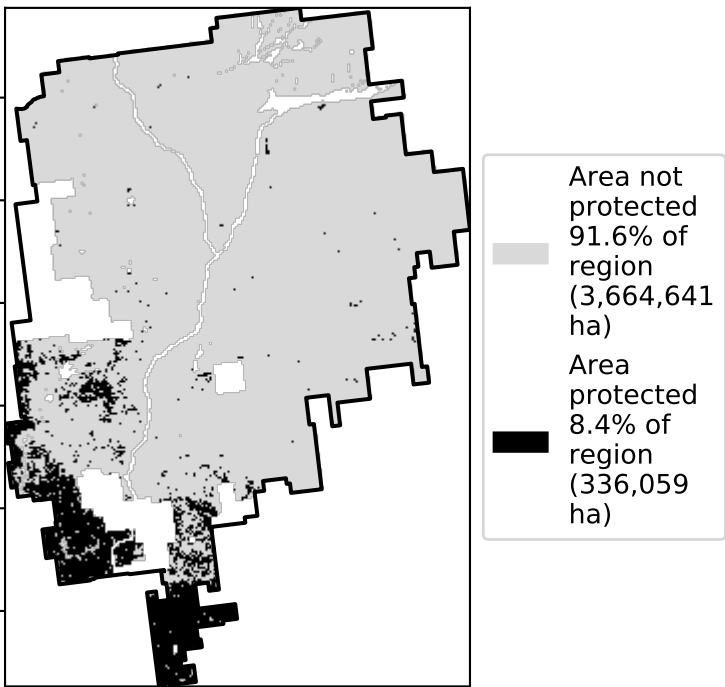 Area not
protected
91.6% of
region
(3,664,641
ha)
Area
protected
8.4% of
region
(336,059
ha)